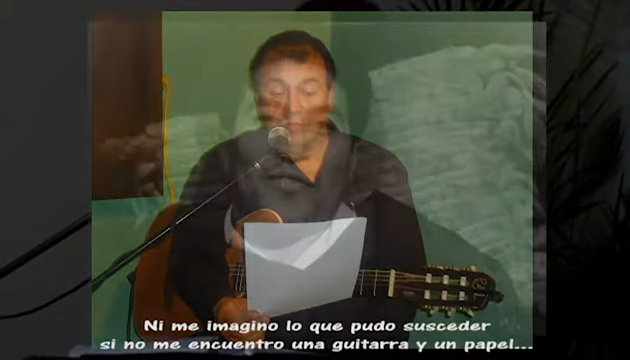 Ni me imagino lo que pudo susceder
si no me encuentro una guitarra y un papel...